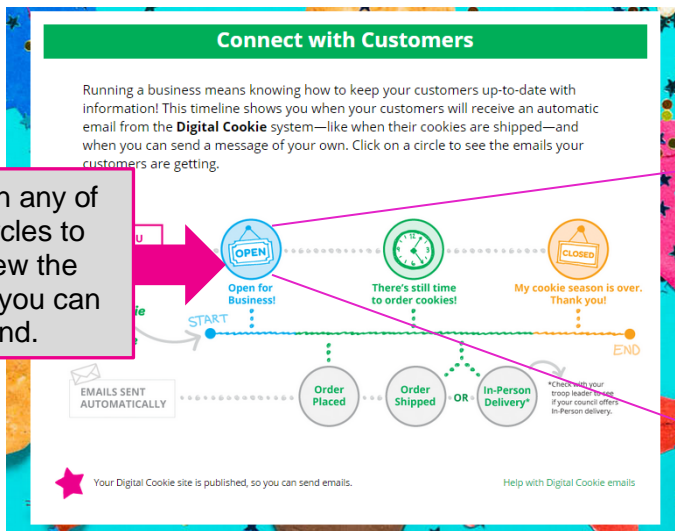 Connect with Customers
Running a business means knowing how to keep your customers up-to-date with
information! This timeline shows you when your customers will receive an automatic
email from the Digital Cookie system—like when their cookies are shipped—and
when you can send a message of your own. Click on a circle to see the emails your
customers are getting.
any of
cles to
ew the
you can
nd.
U
OPEN
CLOSED
Open for
Business!
There's still time
to order cookies!
My cookie season is over.
Thank you!
ie
START
END
EMAILS SENT
AUTOMATICALLY
Order
Placed
Order
Shipped
OR
In-Person
Delivery*
*Check with your
troop leader to see
if your council offers
In-Person delivery.
Your Digital Cookie site is published, so you can send emails.
Help with Digital Cookie emails